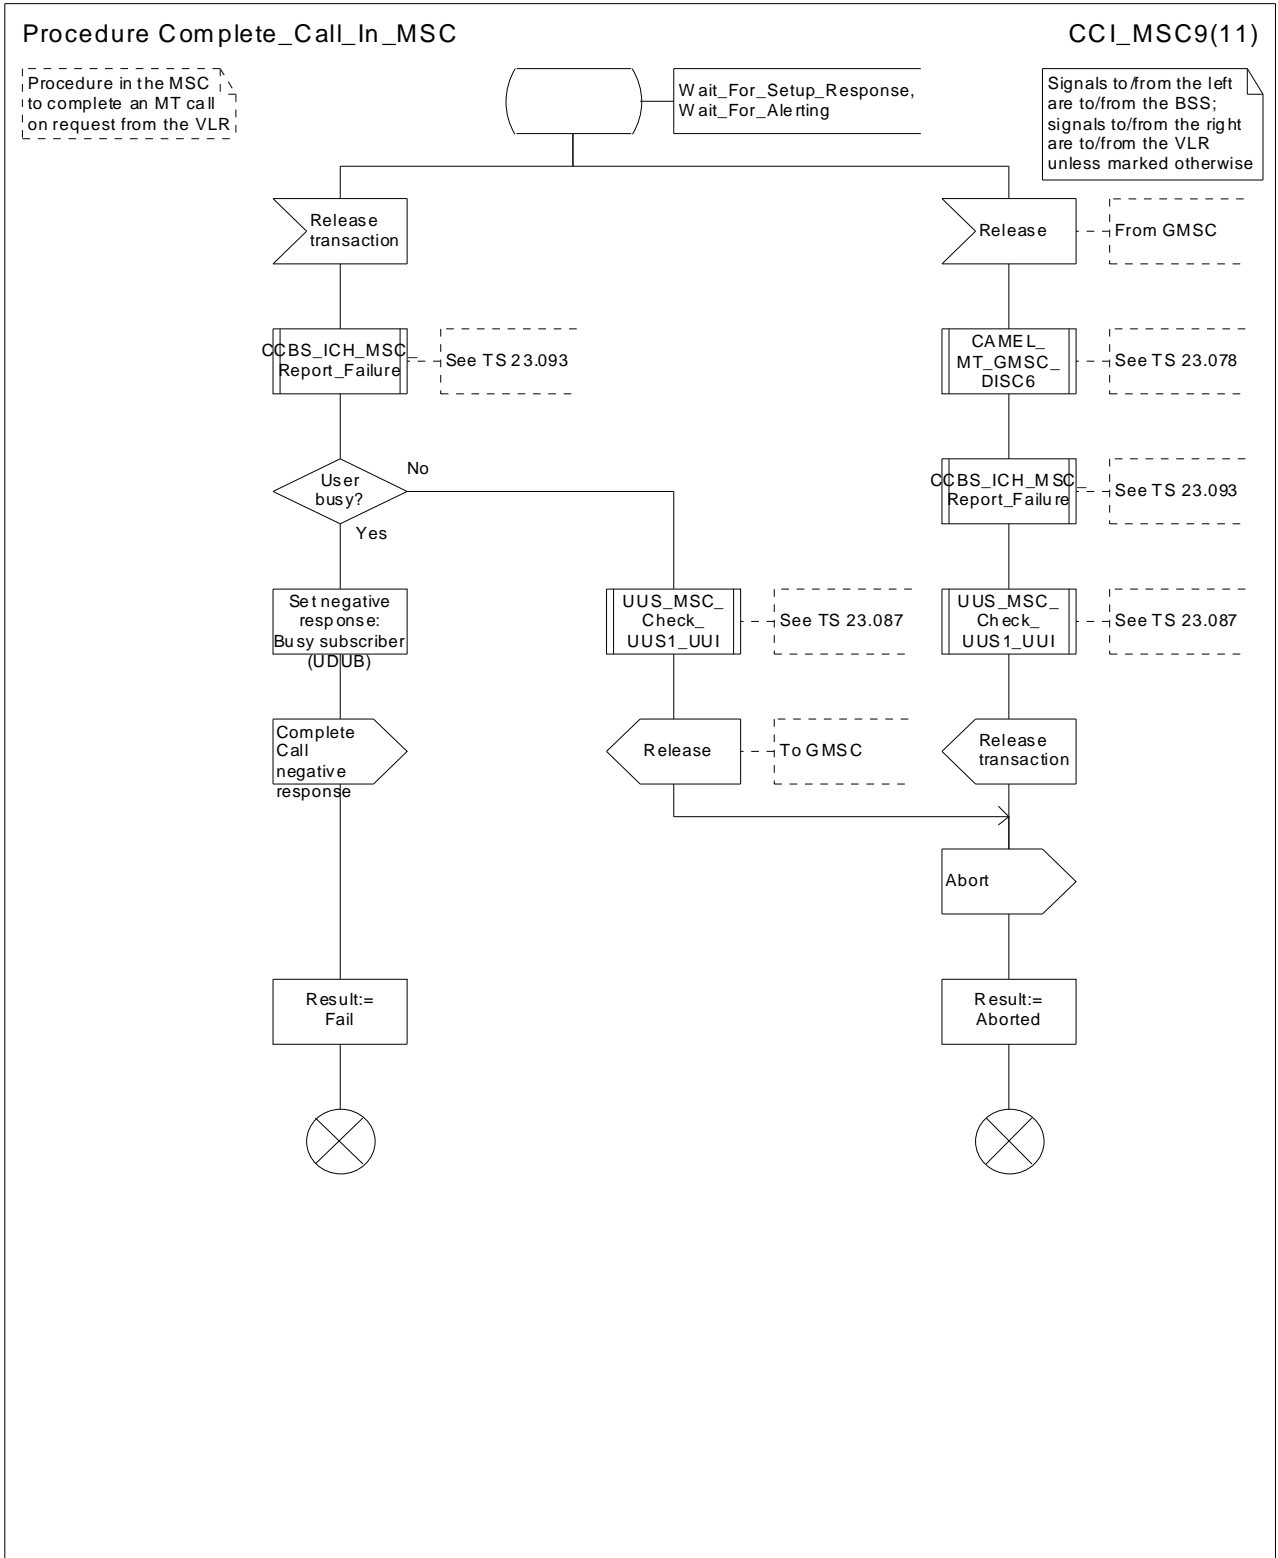 Procedure Complete_Call_In_MSC
CCI_MSC9(11)
Procedure in the MSC
to complete an MT call
on request from the VLR
Wait_For_Setup_Response,
Wait_For_Alerting
Signals to/from the left
are to/from the BSS;
signals to/from the right
are to/from the VLR
unless marked otherwise
Release
transaction
Release
From GMSC
CCBS_ICH_MSC_
Report_Failure
See TS 23.093
CAMEL_
MT_GMSC_
DISC6
See TS 23.078
User
busy?
No
Yes
CCBS_ICH_MSC_
Report_Failure
See TS 23.093
Set negative
response:
Busy subscriber
(UDUB)
UUS_MSC_
Check_
UUS1_UUI
See TS 23.087
UUS_MSC_
Check_
UUS1_UUI
See TS 23.087
Complete
Call
negative
response
Release
To GMSC
Release
transaction
Abort
Result:=
Fail
Result:=
Aborted